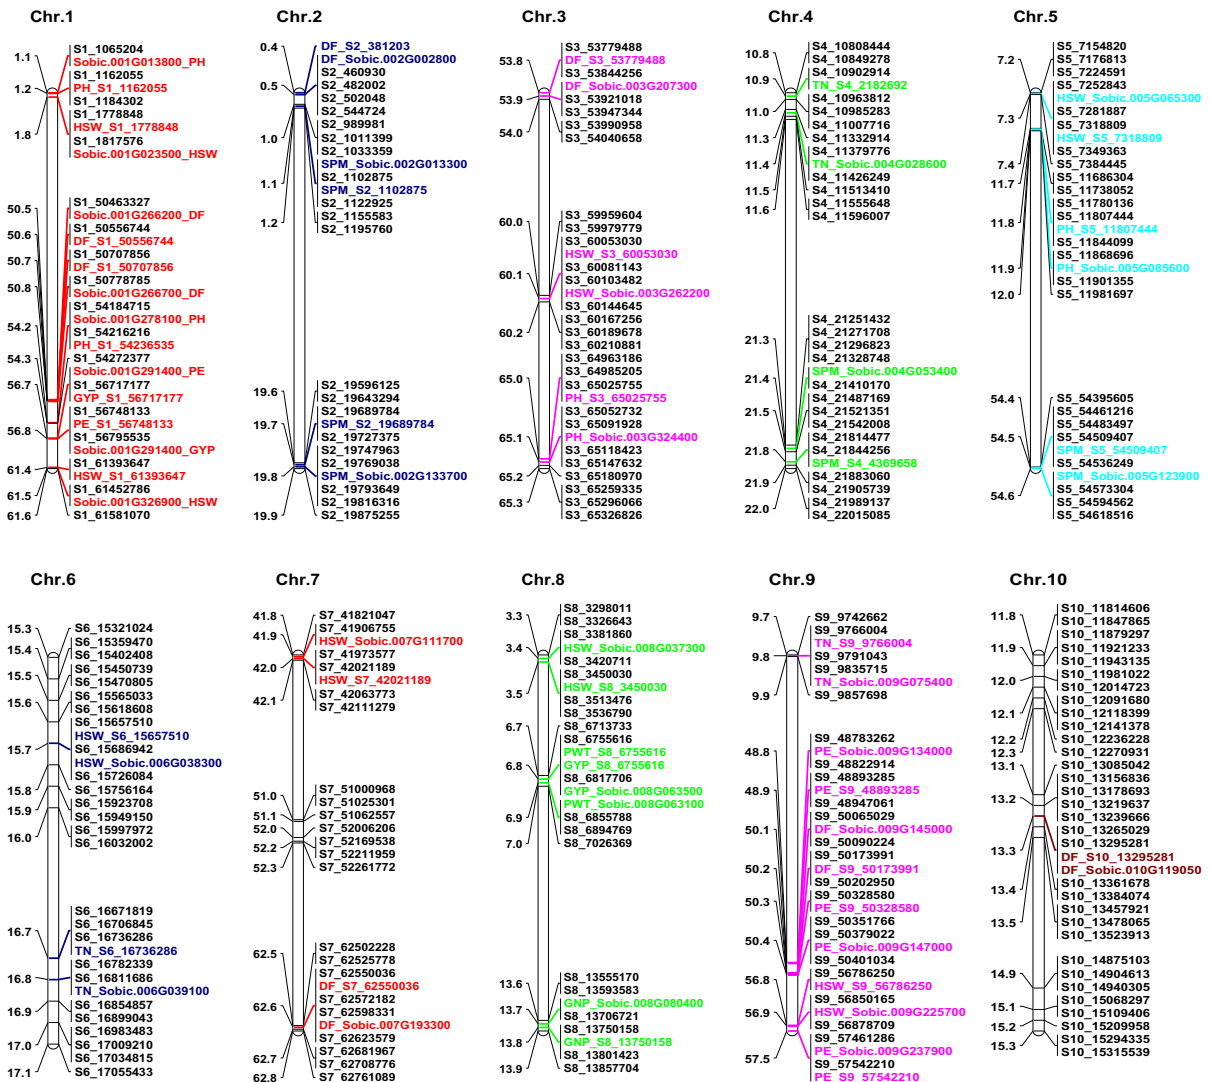 Chr.1
1.1
1.2
1.8
S1_1065204
Sobic.001G013800_PH
S1_1162055
PH_S1_1162055
S1_1184302
S1_1778848
HSW_S1_1778848
S1_1817576
Sobic.001G023500_HSW
50.5
50.6
50.7
50.8
54.2
54.3
56.7
56.8
61.4
61.5
61.6
S1_50463327
Sobic.001G266200_DF
S1_50556744
DF_S1_50556744
S1_50707856
DF_S1_50707856
S1_50778785
Sobic.001G266700_DF
S1_54184715
Sobic.001G278100_PH
S1_54216216
PH_S1_54236535
S1_54272377
Sobic.001G291400_PE
S1_56717177
GYP_S1_56717177
S1_56748133
PE_S1_56748133
S1_56795535
Sobic.001G291400_GYP
S1_61393647
HSW_S1_61393647
S1_61452786
Sobic.001G326900_HSW
S1_61581070
Chr.2
0.4
0.5
1.0
1.1
1.2
DF_S2_381203
DF_Sobic.002G002800
S2_460930
S2_482002
S2_502048
S2_544724
S2_989981
S2_1011399
S2_1033359
SPM_Sobic.002G013300
S2_1102875
SPM_S2_1102875
S2_1122925
S2_1155583
S2_1195760
19.6
19.7
19.8
19.9
S2_19596125
S2_19643294
S2_19689784
SPM_S2_19689784
S2_19727375
S2_19747963
S2_19769038
SPM_Sobic.002G133700
S2_19793649
S2_19816316
S2_19875255
Chr.3
53.8
53.9
54.0
S3_53779488
DF_S3_53779488
S3_53844256
DF_Sobic.003G207300
S3_53921018
S3_53947344
S3_53990958
S3_54040658
60.0
60.1
60.2
65.0
65.1
65.2
65.3
S3_59959604
S3_59979779
S3_60053030
HSW_S3_60053030
S3_60081143
S3_60103482
HSW_Sobic.003G262200
S3_60144645
S3_60167256
S3_60189678
S3_60210881
S3_64963186
S3_64985205
S3_65025755
PH_S3_65025755
S3_65052732
S3_65091928
PH_Sobic.003G324400
S3_65118423
S3_65147632
S3_65180970
S3_65259335
S3_65296066
S3_65326826
Chr.4
10.8
10.9
11.0
11.3
11.4
11.5
11.6
S4_10808444
S4_10849278
S4_10902914
TN_S4_2182692
S4_10963812
S4_10985283
S4_11007716
S4_11332914
S4_11379776
TN_Sobic.004G028600
S4_11426249
S4_11513410
S4_11555648
S4_11596007
21.3
21.4
21.5
21.8
21.9
22.0
S4_21251432
S4_21271708
S4_21296823
S4_21328748
SPM_Sobic.004G053400
S4_21410170
S4_21487169
S4_21521351
S4_21542008
S4_21814477
S4_21844256
SPM_S4_4369658
S4_21883060
S4_21905739
S4_21989137
S4_22015085
Chr.5
7.2
7.3
7.4
11.7
11.8
11.9
12.0
S5_7154820
S5_7176813
S5_7224591
S5_7252843
HSW_Sobic.005G065300
S5_7281887
S5_7318809
HSW_S5_7318809
S5_7349363
S5_7384445
S5_11686304
S5_11738052
S5_11780136
S5_11807444
PH_S5_11807444
S5_11844099
S5_11868696
PH_Sobic.005G085600
S5_11901355
S5_11981697
54.4
54.5
54.6
S5_54395605
S5_54461216
S5_54483497
S5_54509407
SPM_S5_54509407
S5_54536249
SPM_Sobic.005G123900
S5_54573304
S5_54594562
S5_54618516
Chr.6
15.3
15.4
15.5
15.6
15.7
15.8
15.9
16.0
S6_15321024
S6_15359470
S6_15402408
S6_15450739
S6_15470805
S6_15565033
S6_15618608
S6_15657510
HSW_S6_15657510
S6_15686942
HSW_Sobic.006G038300
S6_15726084
S6_15756164
S6_15923708
S6_15949150
S6_15997972
S6_16032002
16.7
16.8
16.9
17.0
17.1
S6_16671819
S6_16706845
S6_16736286
TN_S6_16736286
S6_16782339
S6_16811686
TN_Sobic.006G039100
S6_16854857
S6_16899043
S6_16983483
S6_17009210
S6_17034815
S6_17055433
Chr.7
41.8
41.9
42.0
42.1
S7_41821047
S7_41906755
HSW_Sobic.007G111700
S7_41973577
S7_42021189
HSW_S7_42021189
S7_42063773
S7_42111279
51.0
51.1
52.0
52.2
52.3
S7_51000968
S7_51025301
S7_51062557
S7_52006206
S7_52169538
S7_52211959
S7_52261772
62.5
62.6
62.7
62.8
S7_62502228
S7_62525778
S7_62550036
DF_S7_62550036
S7_62572182
S7_62598331
DF_Sobic.007G193300
S7_62623579
S7_62681967
S7_62708776
S7_62761089
Chr.8
3.3
3.4
3.5
6.7
6.8
6.9
7.0
S8_3298011
S8_3326643
S8_3381860
HSW_Sobic.008G037300
S8_3420711
S8_3450030
HSW_S8_3450030
S8_3513476
S8_3536790
S8_6713733
S8_6755616
PWT_S8_6755616
GYP_S8_6755616
S8_6817706
GYP_Sobic.008G063500
PWT_Sobic.008G063100
S8_6855788
S8_6894769
S8_7026369
13.6
13.7
13.8
13.9
S8_13555170
S8_13593583
GNP_Sobic.008G080400
S8_13706721
S8_13750158
GNP_S8_13750158
S8_13801423
S8_13857704
Chr.9
9.7
9.8
9.9
S9_9742662
S9_9766004
TN_S9_9766004
S9_9791043
S9_9835715
TN_Sobic.009G075400
S9_9857698
48.8
48.9
50.1
50.2
50.3
50.4
56.8
56.9
57.5
S9_48783262
PE_Sobic.009G134000
S9_48822914
S9_48893285
PE_S9_48893285
S9_48947061
S9_50065029
DF_Sobic.009G145000
S9_50090224
S9_50173991
DF_S9_50173991
S9_50202950
S9_50328580
PE_S9_50328580
S9_50351766
S9_50379022
PE_Sobic.009G147000
S9_50401034
S9_56786250
HSW_S9_56786250
S9_56850165
HSW_Sobic.009G225700
S9_56878709
S9_57461286
PE_Sobic.009G237900
S9_57542210
PE_S9_57542210
Chr.10
11.8
11.9
12.0
12.1
12.2
12.3
13.1
13.2
13.3
13.4
13.5
S10_11814606
S10_11847865
S10_11879297
S10_11921233
S10_11943135
S10_11981022
S10_12014723
S10_12091680
S10_12118399
S10_12141378
S10_12236228
S10_12270931
S10_13085042
S10_13156836
S10_13178693
S10_13219637
S10_13239666
S10_13265029
S10_13295281
DF_S10_13295281
DF_Sobic.010G119050
S10_13361678
S10_13384074
S10_13457921
S10_13478065
S10_13523913
14.9
15.1
15.2
15.3
S10_14875103
S10_14904613
S10_14940305
S10_15068297
S10_15109406
S10_15209958
S10_15294335
S10_15315539